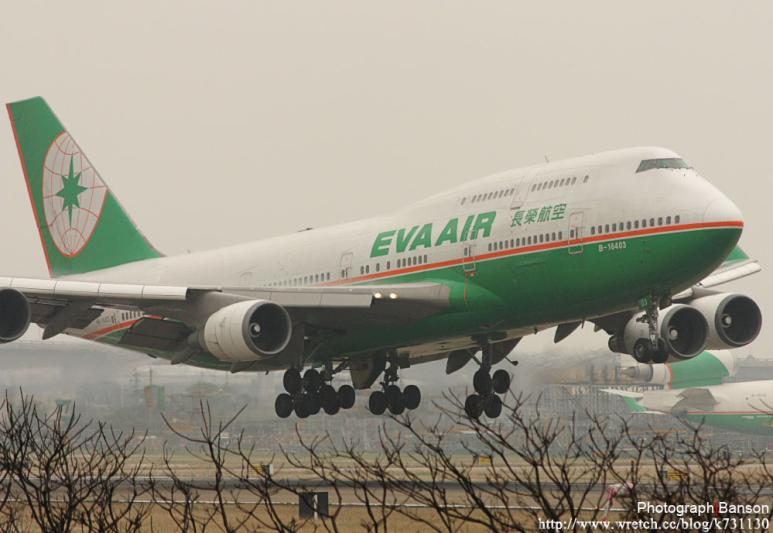 EVA AIR
長榮航空
B-16403
Photograph Banson
http://www.wretch.cc/blog/k731130